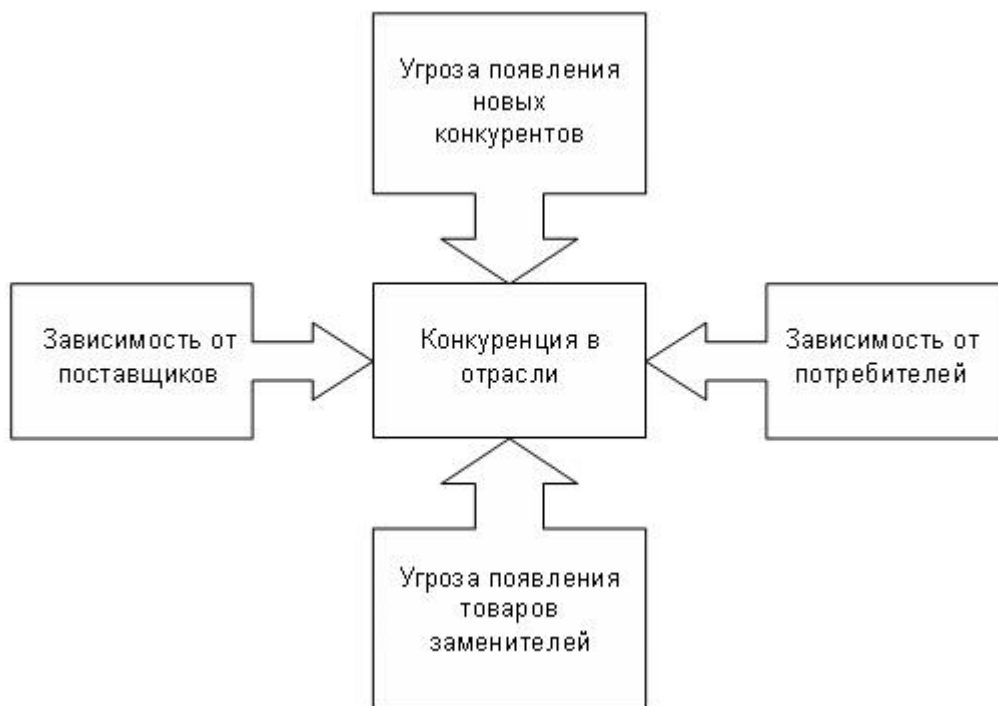 Угроза появления
новых
конкурентов
Зависимость от
поставщиков
Конкуренция в
отрасли
Зависимость от
потребителей
Угроза появления
товаров
заменителей